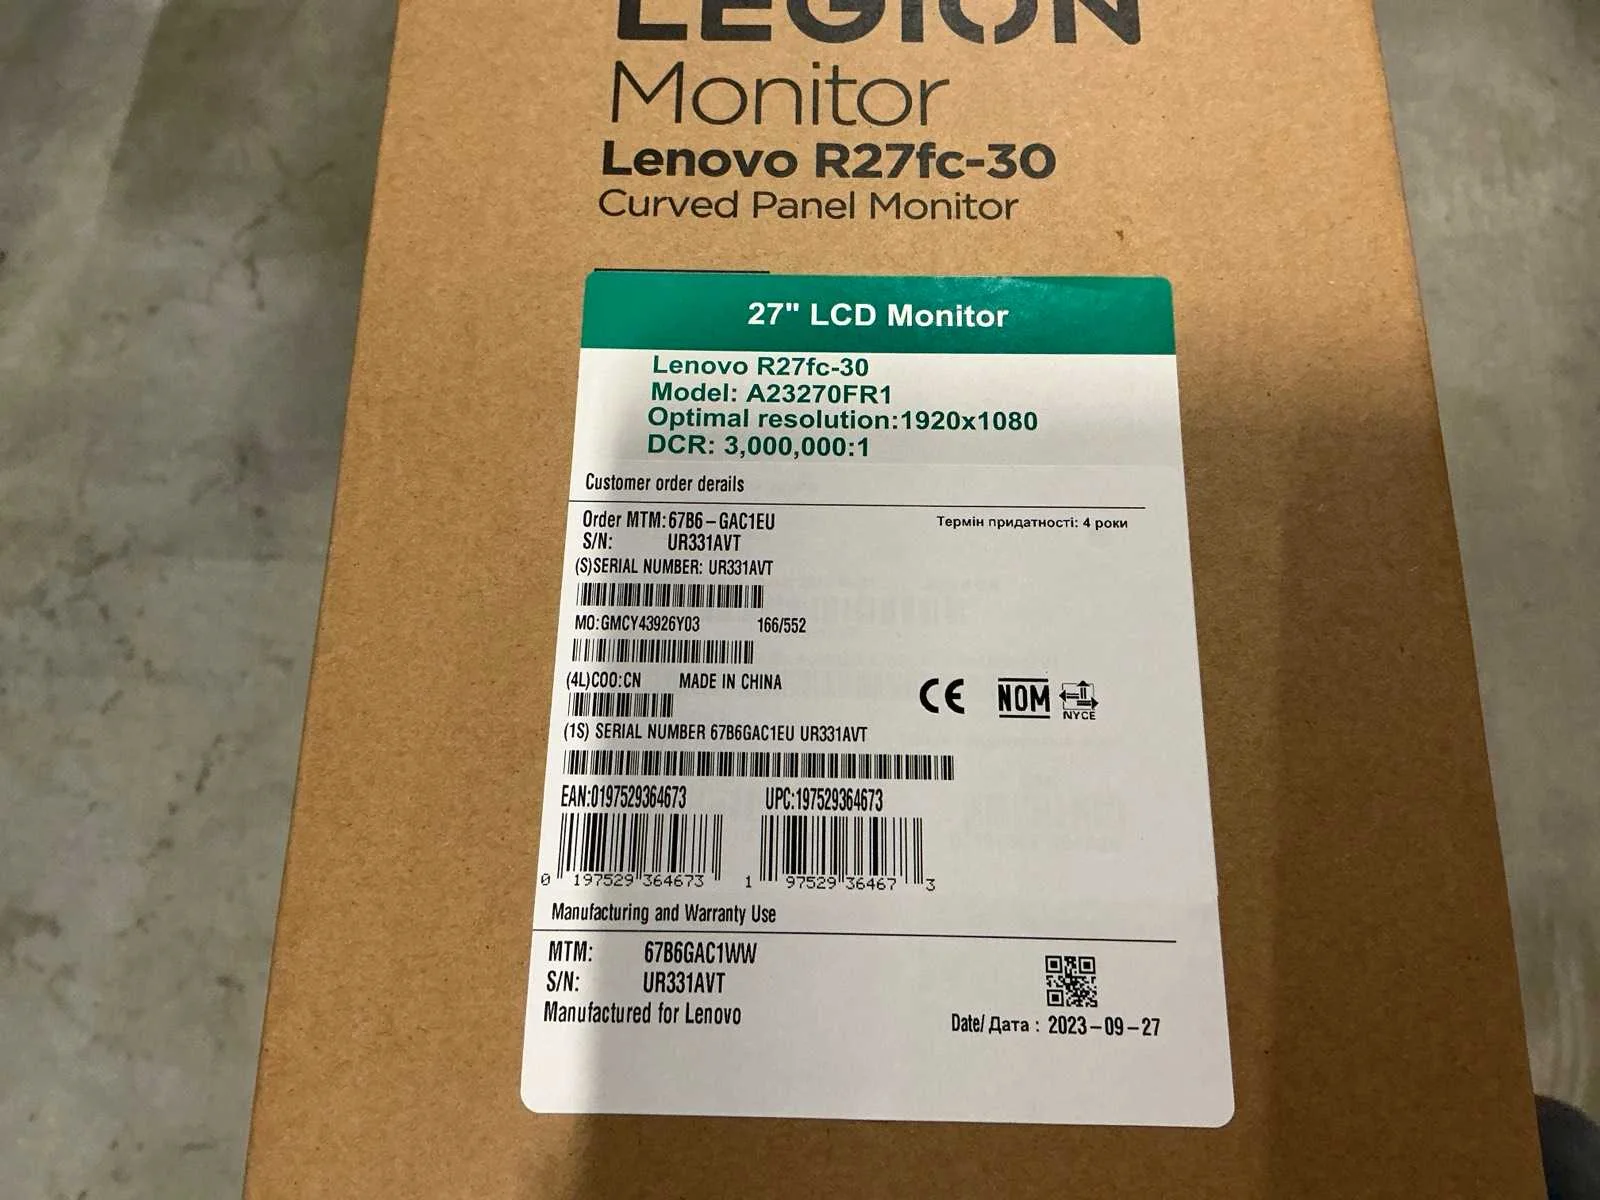 LEGION
Monitor
Lenovo R27fc-30
Curved Panel Monitor
27" LCD Monitor
Lenovo R27fc-30
Model: A23270FR1
Optimal resolution:1920x1080
DCR: 3,000,000:1
Customer order derails
Order MTM:67B6-GAC1EU
Термін придатності: 4 роки
S/N: UR331AVT
(S)SERIAL NUMBER: UR331AVT
MO:GMCY43926Y03 166/552
(4L)COO:CN MADE IN CHINA
CE NOM NYCE
(1S) SERIAL NUMBER 67B6GAC1EU UR331AVT
EAN:0197529364673 UPC:197529364673
0 197529 364673 1 97529 36467 3
Manufacturing and Warranty Use
MTM: 67B6GAC1WW
S/N: UR331AVT
Manufactured for Lenovo
Date/ Дата : 2023-09-27